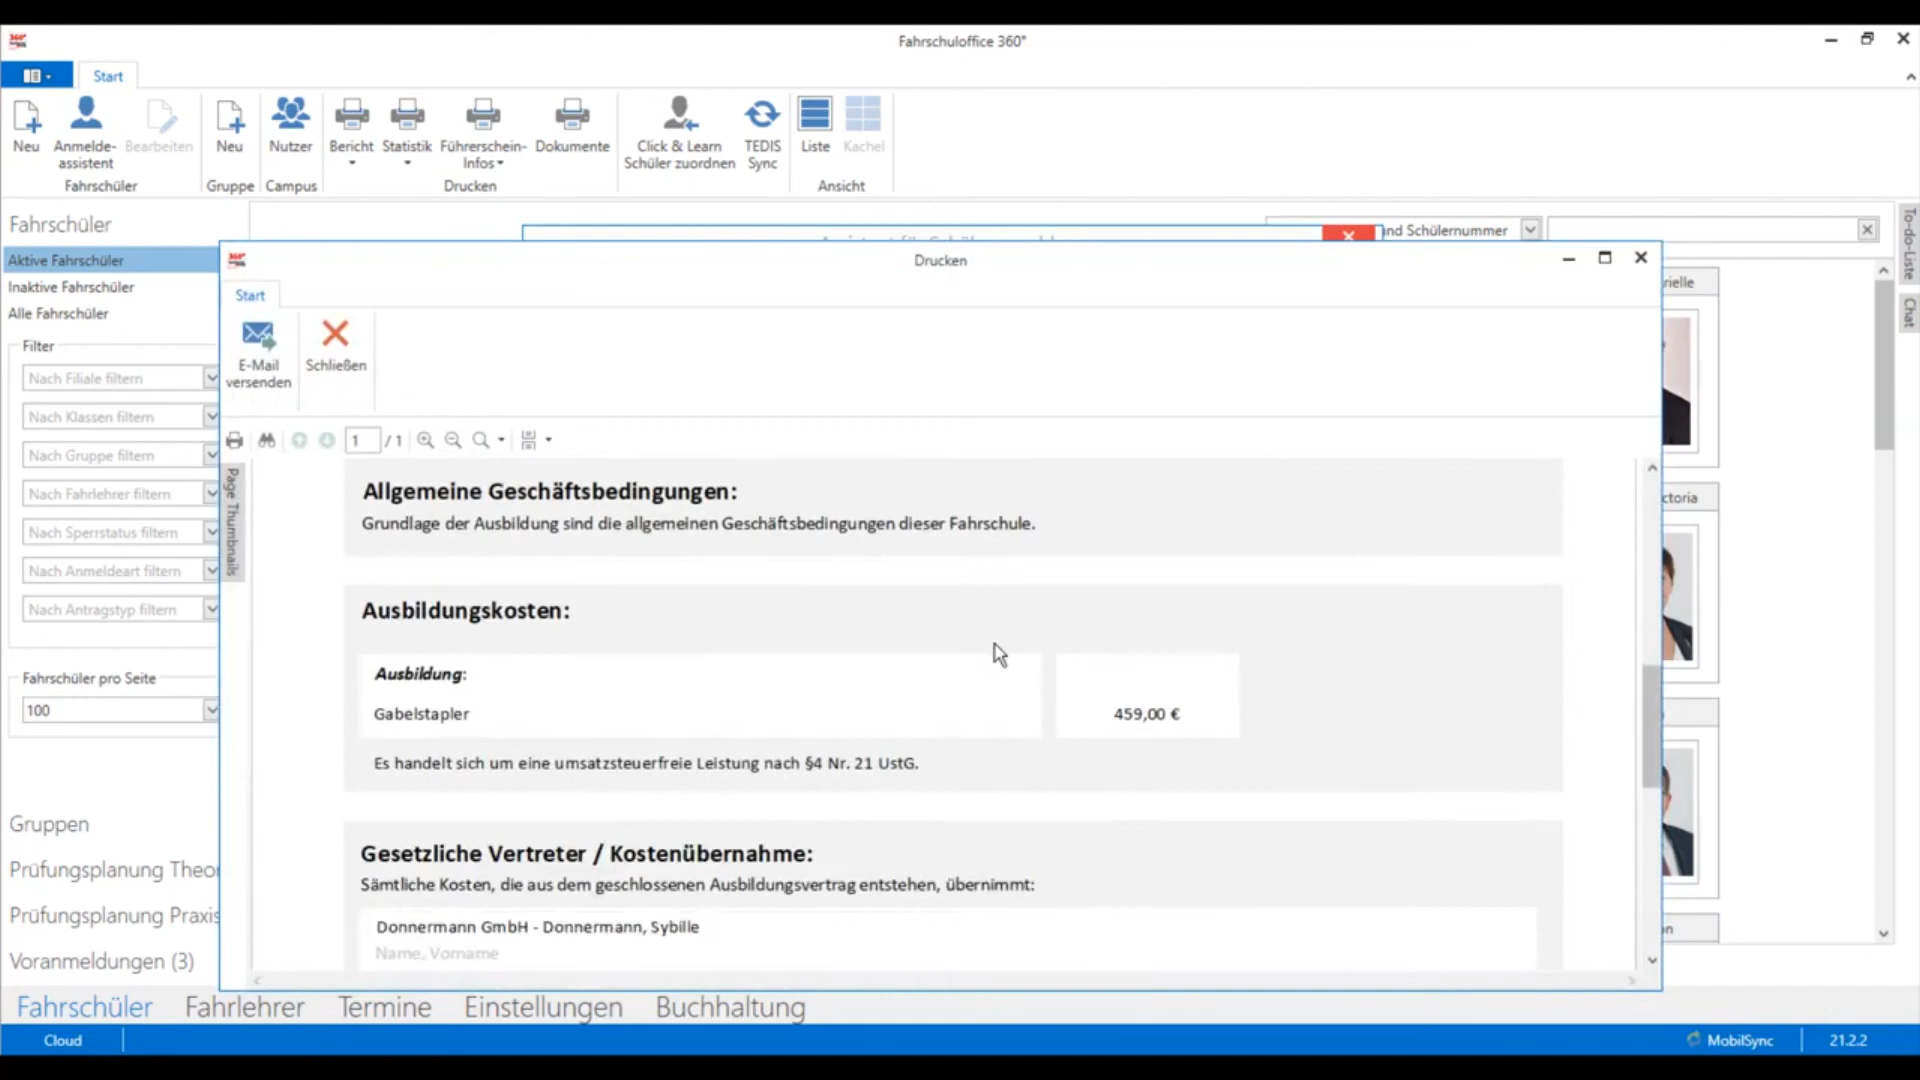 Fahrschuloffice 360°
Start
Neu
Anmelde-
assistent
Bearbeiten
Fahrschüler
Neu
Gruppe
Nutzer
Campus
Bericht
Statistik
Führerschein-
Infos
Dokumente
Drucken
Click & Learn
Schüler zuordnen
TEDIS
Sync
Liste
Kachel
Ansicht
Fahrschüler
Aktive Fahrschüler
Inaktive Fahrschüler
Alle Fahrschüler
Filter
Nach Filiale filtern
Nach Klassen filtern
Nach Gruppe filtern
Nach Fahrlehrer filtern
Nach Sperrstatus filtern
Nach Anmeldeart filtern
Nach Antragstyp filtern
Fahrschüler pro Seite
100
Gruppen
Prüfungsplanung Theor
Prüfungsplanung Praxis
Voranmeldungen (3)
ind Schülernummer
To-do-Liste
Chat
rielle
ctoria
on
Drucken
Start
E-Mail
versenden
Schließen
1 / 1
Page Thumbnails
Allgemeine Geschäftsbedingungen:
Grundlage der Ausbildung sind die allgemeinen Geschäftsbedingungen dieser Fahrschule.
Ausbildungskosten:
Ausbildung:
Gabelstapler 459,00 €
Es handelt sich um eine umsatzsteuerfreie Leistung nach §4 Nr. 21 UstG.
Gesetzliche Vertreter / Kostenübernahme:
Sämtliche Kosten, die aus dem geschlossenen Ausbildungsvertrag entstehen, übernimmt:
Donnermann GmbH - Donnermann, Sybille
Name, Vorname
Fahrschüler Fahrlehrer Termine Einstellungen Buchhaltung
Cloud
MobilSync
21.2.2